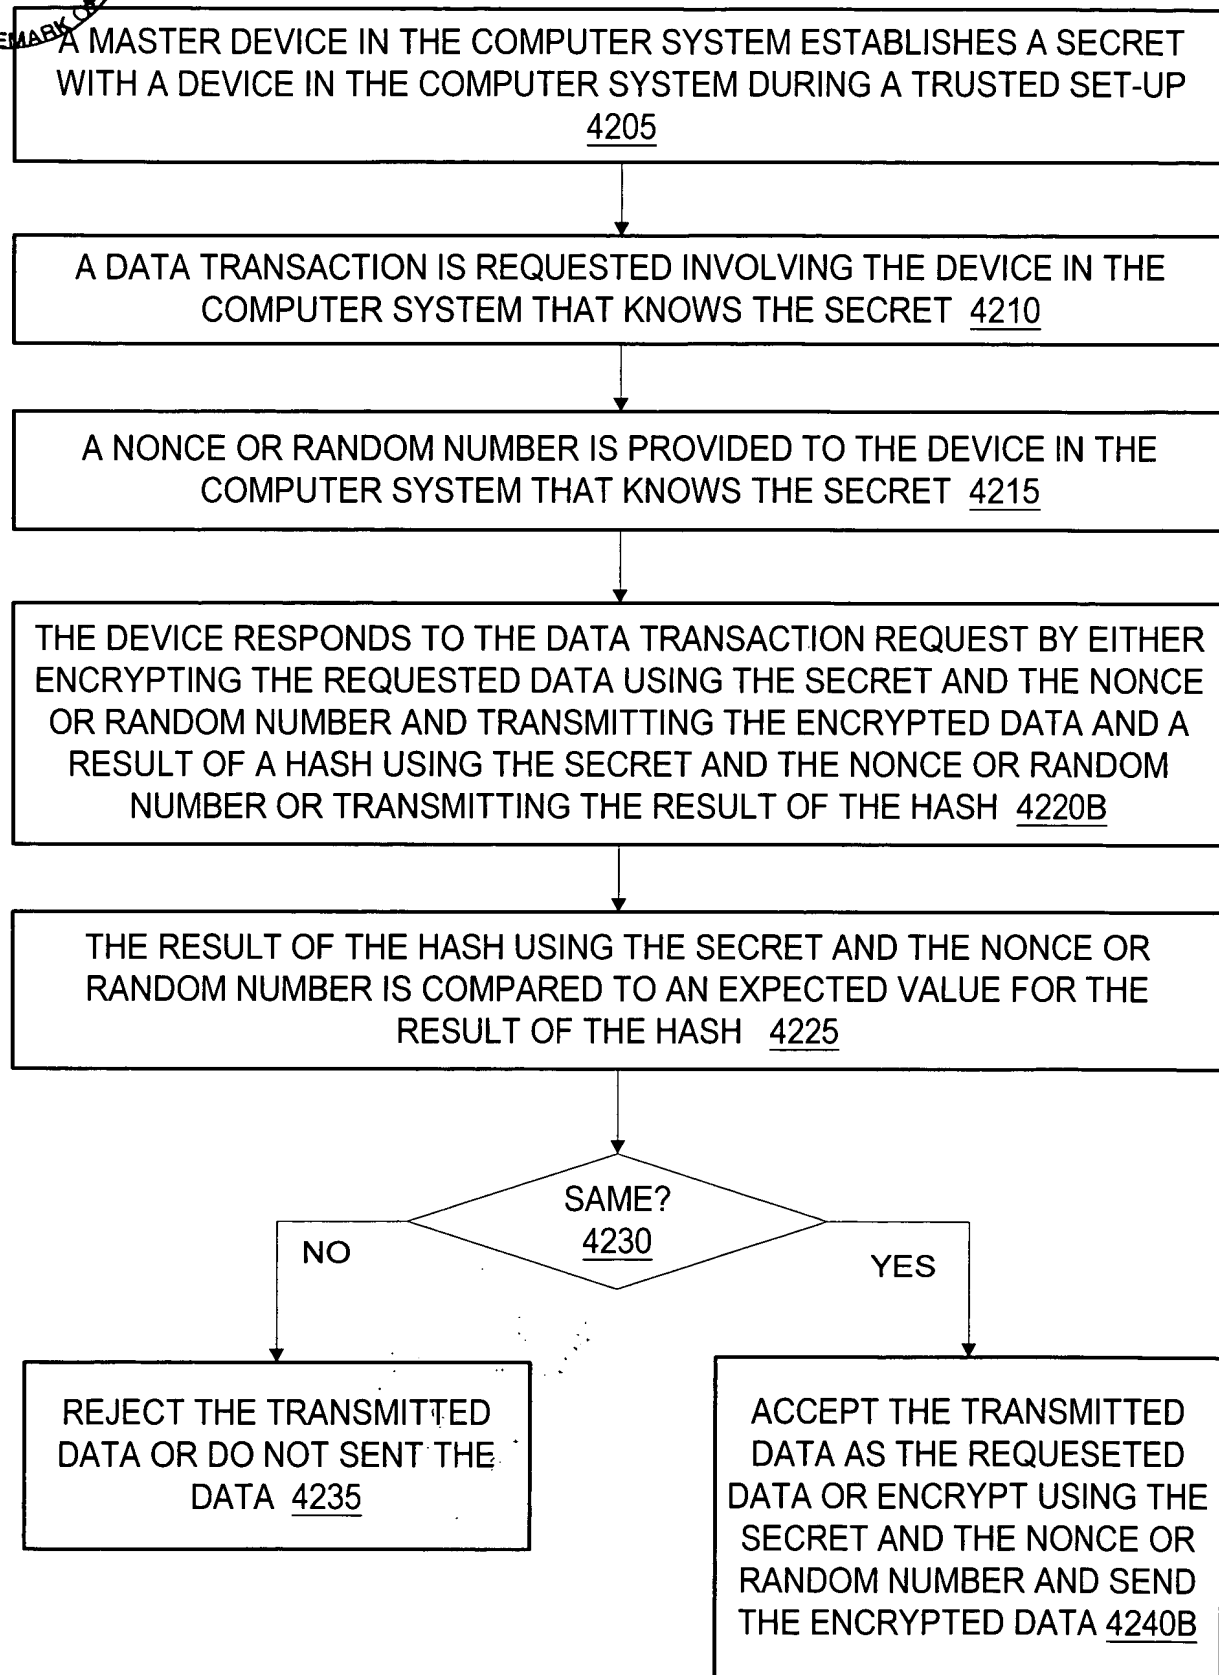 EMARK OF
A MASTER DEVICE IN THE COMPUTER SYSTEM ESTABLISHES A SECRET
WITH A DEVICE IN THE COMPUTER SYSTEM DURING A TRUSTED SET-UP
4205
A DATA TRANSACTION IS REQUESTED INVOLVING THE DEVICE IN THE
COMPUTER SYSTEM THAT KNOWS THE SECRET 4210
A NONCE OR RANDOM NUMBER IS PROVIDED TO THE DEVICE IN THE
COMPUTER SYSTEM THAT KNOWS THE SECRET 4215
THE DEVICE RESPONDS TO THE DATA TRANSACTION REQUEST BY EITHER
ENCRYPTING THE REQUESTED DATA USING THE SECRET AND THE NONCE
OR RANDOM NUMBER AND TRANSMITTING THE ENCRYPTED DATA AND A
RESULT OF A HASH USING THE SECRET AND THE NONCE OR RANDOM
NUMBER OR TRANSMITTING THE RESULT OF THE HASH 4220B
THE RESULT OF THE HASH USING THE SECRET AND THE NONCE OR
RANDOM NUMBER IS COMPARED TO AN EXPECTED VALUE FOR THE
RESULT OF THE HASH 4225
SAME?
4230
NO
YES
REJECT THE TRANSMITTED
DATA OR DO NOT SENT THE
DATA 4235
ACCEPT THE TRANSMITTED
DATA AS THE REQUESETED
DATA OR ENCRYPT USING THE
SECRET AND THE NONCE OR
RANDOM NUMBER AND SEND
THE ENCRYPTED DATA 4240B